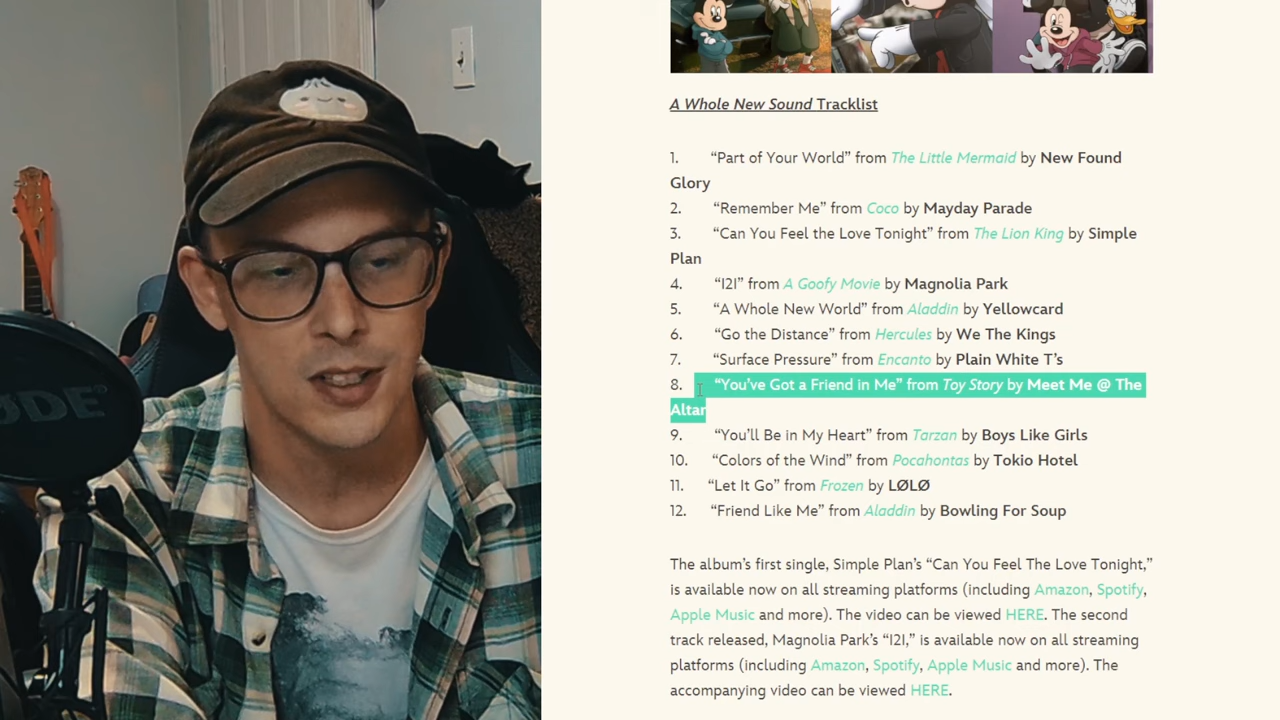 A Whole New Sound Tracklist
1. “Part of Your World” from The Little Mermaid by New Found
Glory
2. “Remember Me” from Coco by Mayday Parade
3. “Can You Feel the Love Tonight” from The Lion King by Simple
Plan
4. “I2I” from A Goofy Movie by Magnolia Park
5. “A Whole New World” from Aladdin by Yellowcard
6. “Go the Distance” from Hercules by We The Kings
7. “Surface Pressure” from Encanto by Plain White T’s
8. “You’ve Got a Friend in Me” from Toy Story by Meet Me @ The
Altar
9. “You’ll Be in My Heart” from Tarzan by Boys Like Girls
10. “Colors of the Wind” from Pocahontas by Tokio Hotel
11. “Let It Go” from Frozen by LØLØ
12. “Friend Like Me” from Aladdin by Bowling For Soup
The album’s first single, Simple Plan’s “Can You Feel The Love Tonight,”
is available now on all streaming platforms (including Amazon, Spotify,
Apple Music and more). The video can be viewed HERE. The second
track released, Magnolia Park’s “I2I,” is available now on all streaming
platforms (including Amazon, Spotify, Apple Music and more). The
accompanying video can be viewed HERE.